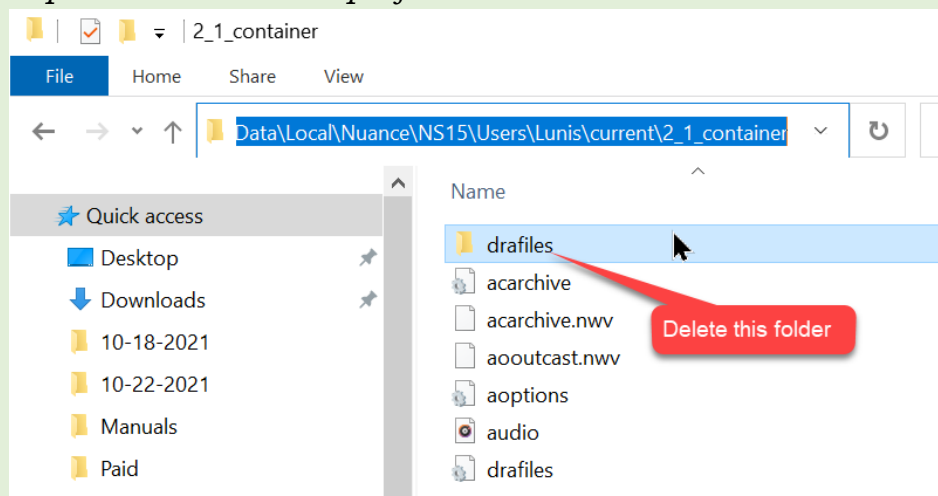 2_1_container
File Home Share View
Data\Local\Nuance\NS15\Users\Lunis\current\2_1_container
Name
Quick access
Desktop
Downloads
10-18-2021
10-22-2021
Manuals
Paid
drafiles
acarchive
acarchive.nwv
aooutcast.nwv
aoptions
audio
drafiles
Delete this folder